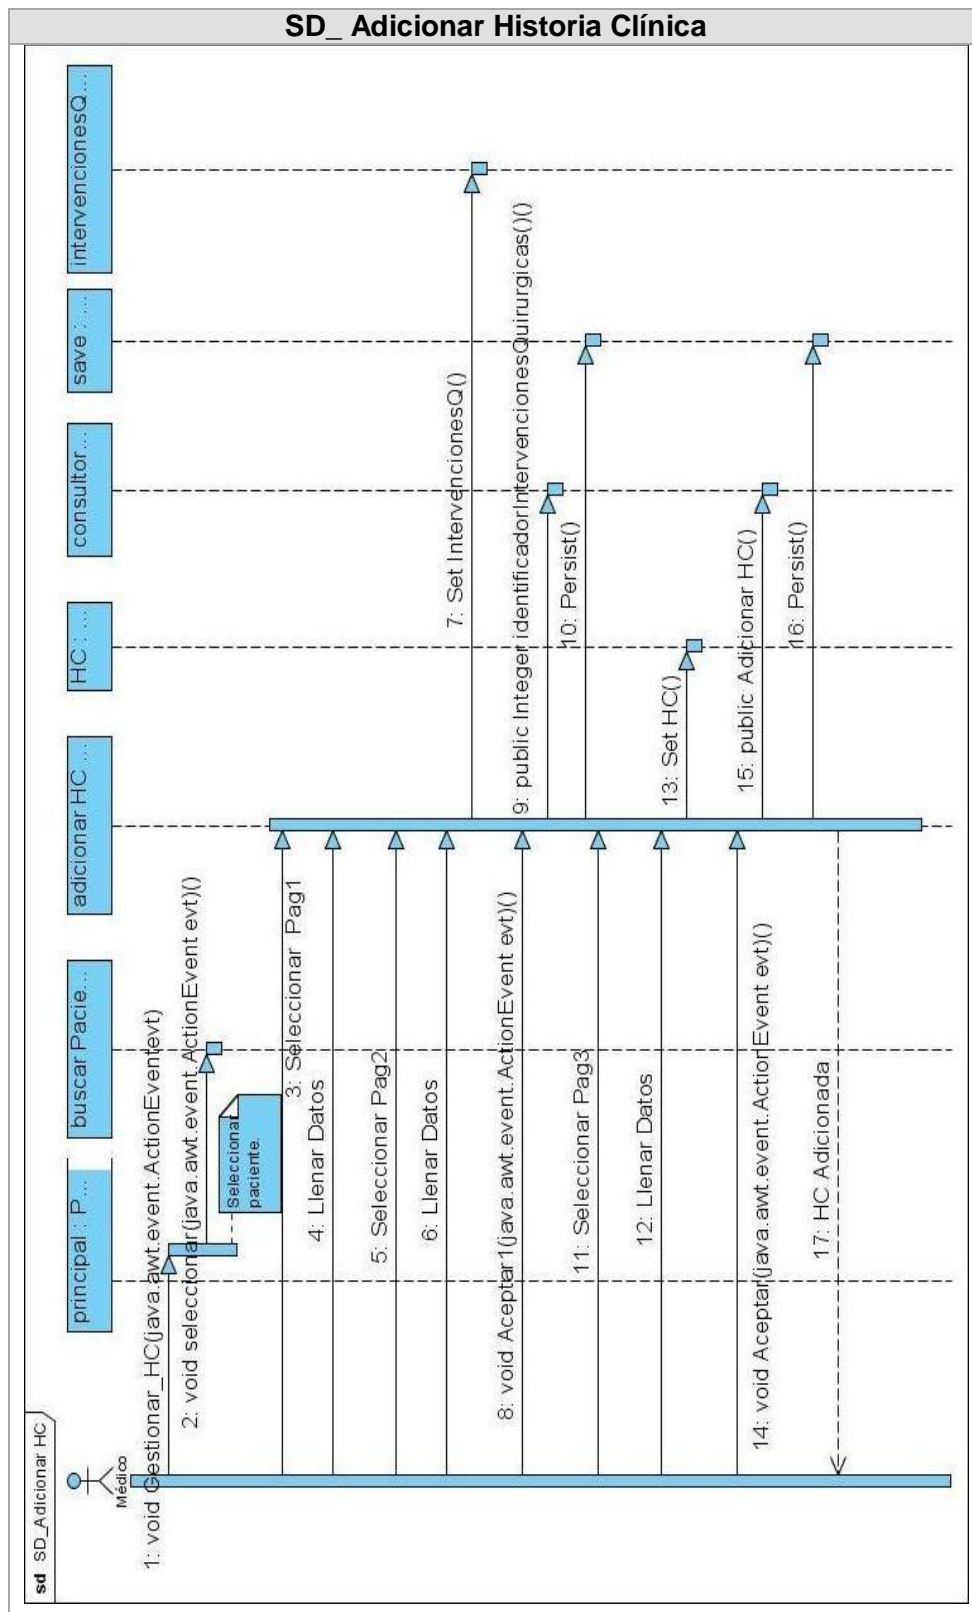 SD_ Adicionar Historia Clínica
sd SD_Adicionar HC
Médico
principal : P...
buscar Pacie...
adicionar HC ...
HC : ...
consultor...
save : ...
intervencionesQ...
1: void Gestionar_HC(java.awt.event.ActionEventevt)
2: void seleccionar(java.awt.event.ActionEvent evt)()
Seleccionar
paciente.
3: Seleccionar Pag1
4: Llenar Datos
5: Seleccionar Pag2
6: Llenar Datos
7: Set IntervencionesQ()
8: void Aceptar1(java.awt.event.ActionEvent evt)()
9: public Integer identificadorIntervencionesQuirurgicas()()
10: Persist()
11: Seleccionar Pag3
12: Llenar Datos
13: Set HC()
14: void Aceptar(java.awt.event.ActionEvent evt)()
15: public Adicionar HC()
16: Persist()
17: HC Adicionada